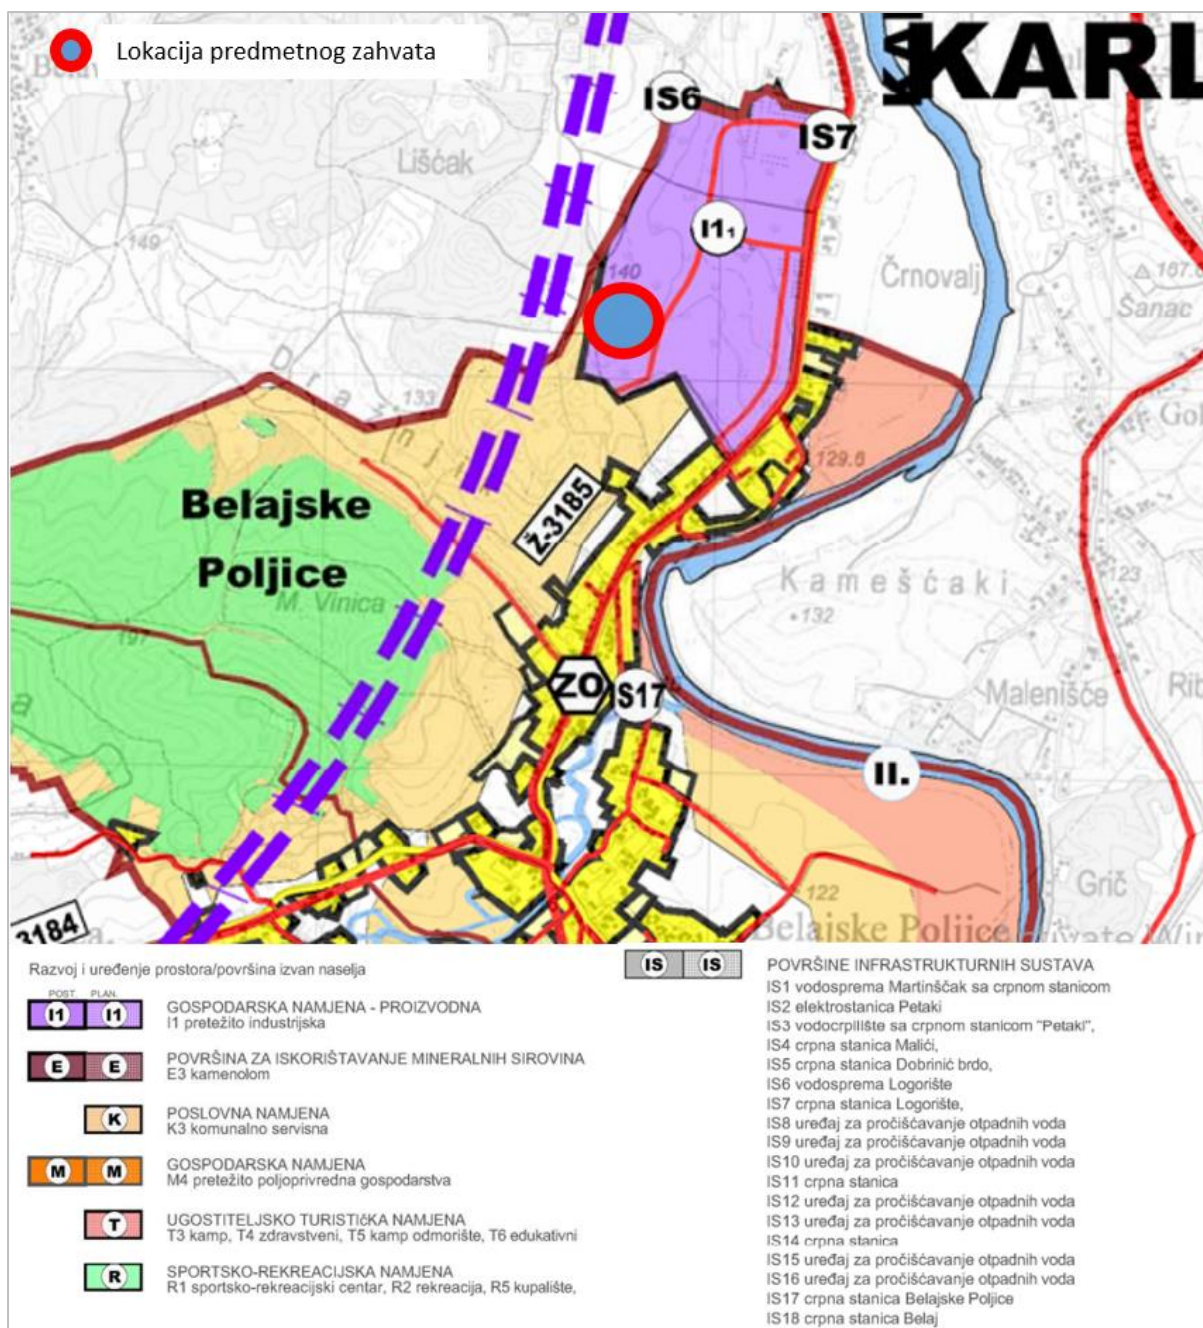 Lokacija predmetnog zahvata
KARL
IS6
IS7
Lišćak
149
I1₁
140
Črnovalj
Šanac
133
129.6
Ž-3185
Belajske
Poljice
M. Vinica
197
Kameščaki
132
123
Malenišće
ZO
S17
II.
122
Grič
3184
Belajske Poljice
Razvoj i uređenje prostora/površina izvan naselja
POST. PLAN.
I1 I1 GOSPODARSKA NAMJENA - PROIZVODNA
I1 pretežito industrijska
E E POVRŠINA ZA ISKORIŠTAVANJE MINERALNIH SIROVINA
E3 kamenolom
K POSLOVNA NAMJENA
K3 komunalno servisna
M M GOSPODARSKA NAMJENA
M4 pretežito poljoprivredna gospodarstva
T UGOSTITELJSKO TURISTIČKA NAMJENA
T3 kamp, T4 zdravstveni, T5 kamp odmorište, T6 edukativni
R SPORTSKO-REKREACIJSKA NAMJENA
R1 sportsko-rekreacijski centar, R2 rekreacija, R5 kupalište,
IS IS POVRŠINE INFRASTRUKTURNIH SUSTAVA
IS1 vodosprema Martinščak sa crpnom stanicom
IS2 elektrostanica Petaki
IS3 vodocrpilište sa crpnom stanicom "Petaki",
IS4 crpna stanica Malići,
IS5 crpna stanica Dobrinić brdo,
IS6 vodosprema Logorište
IS7 crpna stanica Logorište,
IS8 uređaj za pročišćavanje otpadnih voda
IS9 uređaj za pročišćavanje otpadnih voda
IS10 uređaj za pročišćavanje otpadnih voda
IS11 crpna stanica
IS12 uređaj za pročišćavanje otpadnih voda
IS13 uređaj za pročišćavanje otpadnih voda
IS14 crpna stanica
IS15 uređaj za pročišćavanje otpadnih voda
IS16 uređaj za pročišćavanje otpadnih voda
IS17 crpna stanica Belajske Poljice
IS18 crpna stanica Belaj